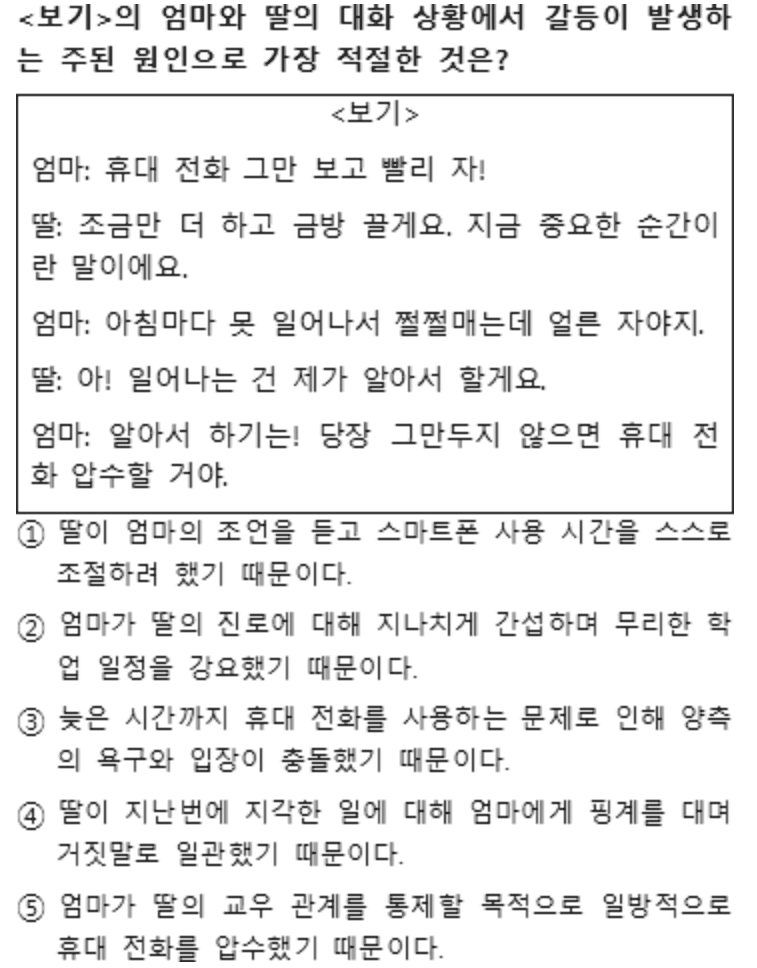 <보기>의 엄마와 딸의 대화 상황에서 갈등이 발생하
는 주된 원인으로 가장 적절한 것은?
<보기>
엄마: 휴대 전화 그만 보고 빨리 자!
딸: 조금만 더 하고 금방 끌게요. 지금 중요한 순간이
란 말이에요.
엄마: 아침마다 못 일어나서 쩔쩔매는데 얼른 자야지.
딸: 아! 일어나는 건 제가 알아서 할게요.
엄마: 알아서 하기는! 당장 그만두지 않으면 휴대 전
화 압수할 거야.
① 딸이 엄마의 조언을 듣고 스마트폰 사용 시간을 스스로
조절하려 했기 때문이다.
② 엄마가 딸의 진로에 대해 지나치게 간섭하며 무리한 학
업 일정을 강요했기 때문이다.
③ 늦은 시간까지 휴대 전화를 사용하는 문제로 인해 양측
의 욕구와 입장이 충돌했기 때문이다.
④ 딸이 지난번에 지각한 일에 대해 엄마에게 핑계를 대며
거짓말로 일관했기 때문이다.
⑤ 엄마가 딸의 교우 관계를 통제할 목적으로 일방적으로
휴대 전화를 압수했기 때문이다.